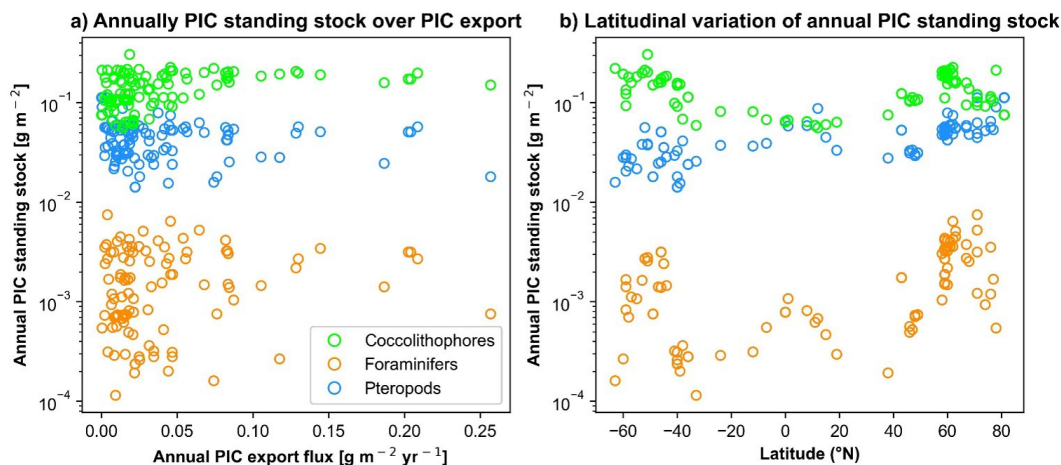 a) Annually PIC standing stock over PIC export
b) Latitudinal variation of annual PIC standing stock
Annual PIC standing stock [g m⁻²]
10⁻¹
10⁻²
10⁻³
10⁻⁴
Coccolithophores
Foraminifers
Pteropods
0.00 0.05 0.10 0.15 0.20 0.25
Annual PIC export flux [g m⁻² yr⁻¹]
Annual PIC standing stock [g m⁻²]
10⁻¹
10⁻²
10⁻³
10⁻⁴
−60 −40 −20 0 20 40 60 80
Latitude (°N)